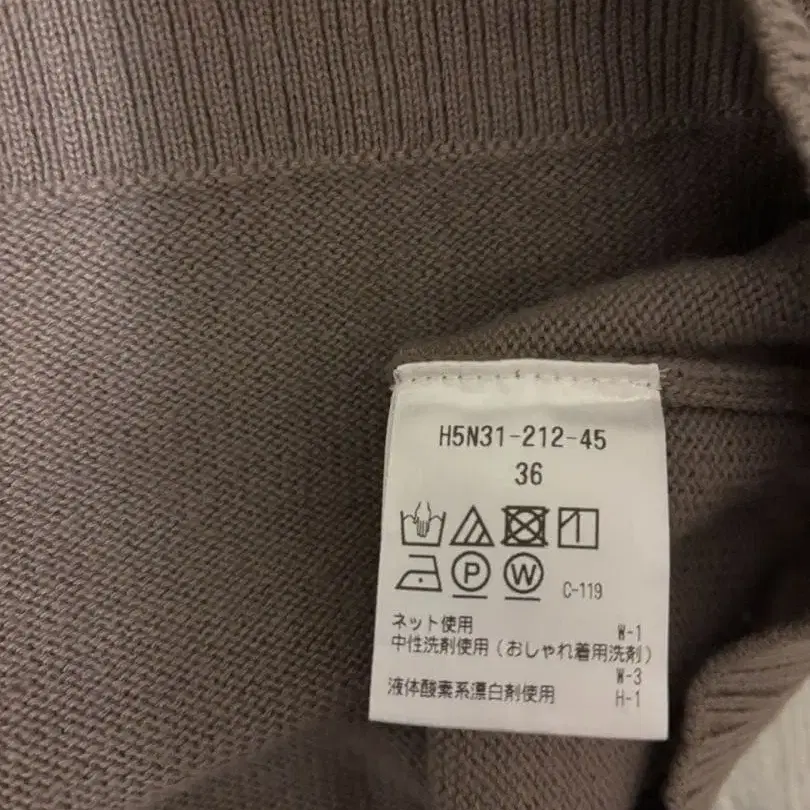 H5N31-212-45
36
P W C-119
ネット使用 W-1
中性洗剤使用(おしゃれ着用洗剤)
W-3
液体酸素系漂白剤使用 H-1